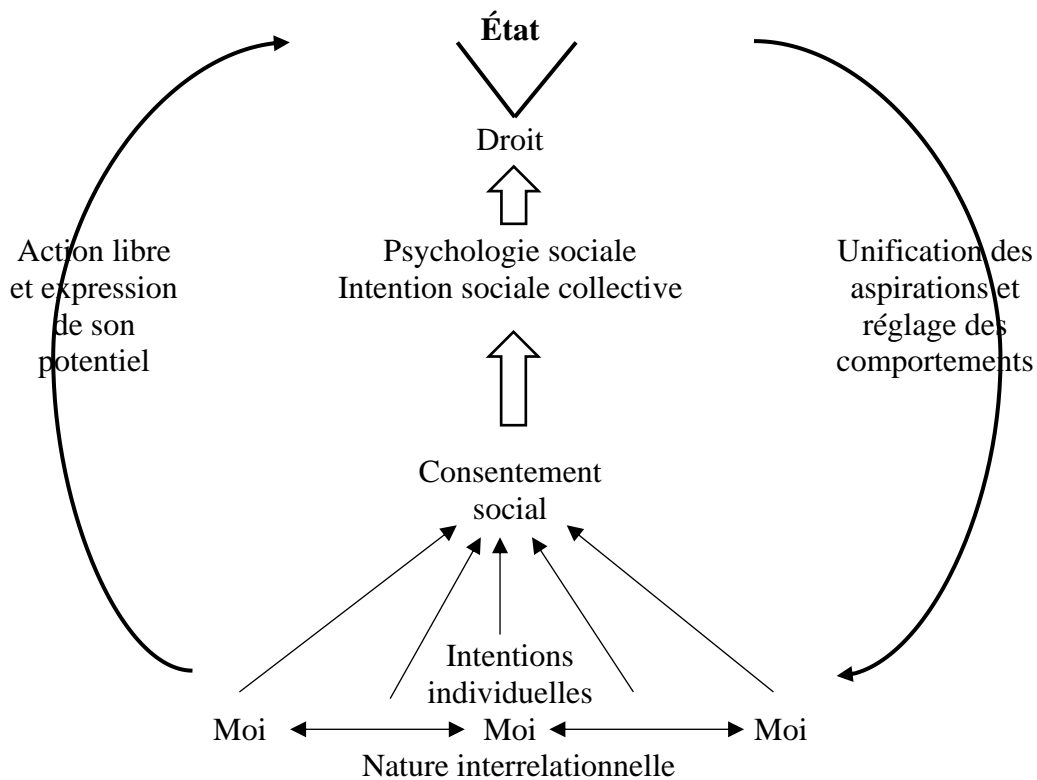 État
Droit
Action libre
et expression
de son
potentiel
Psychologie sociale
Intention sociale collective
Unification des
aspirations et
réglage des
comportements
Consentement
social
Intentions
individuelles
Moi
Moi
Moi
Nature interrelationnelle